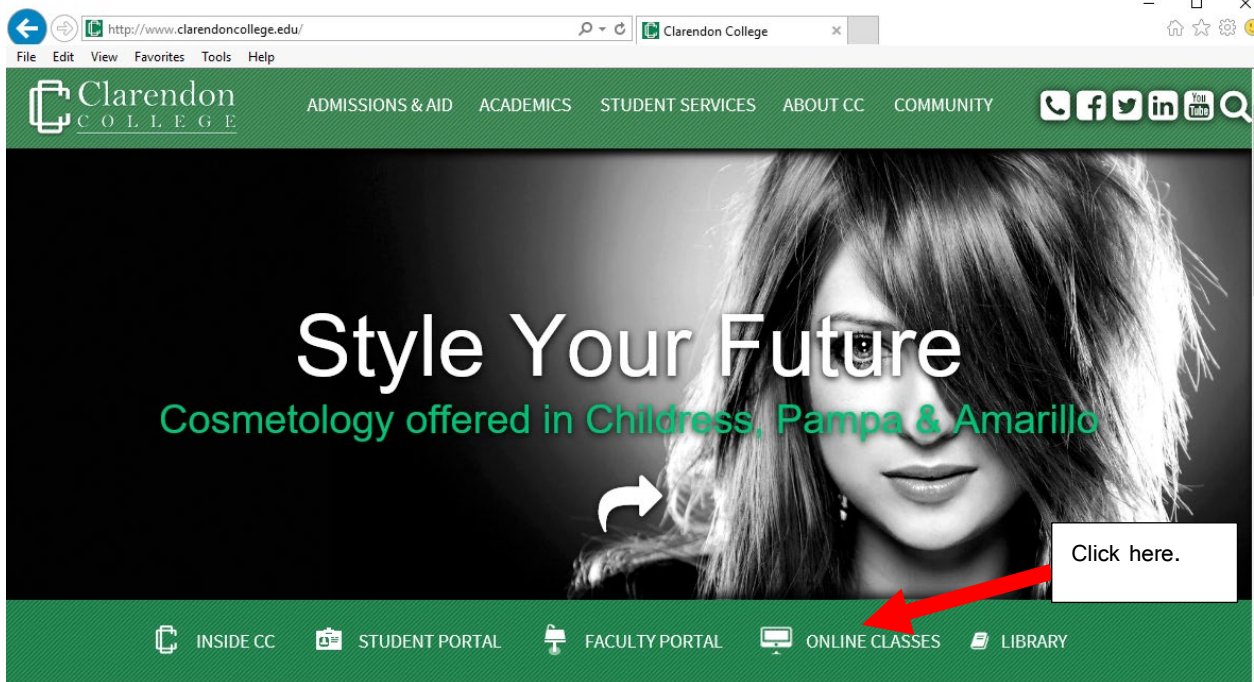 http://www.clarendoncollege.edu/
Clarendon College
File Edit View Favorites Tools Help
Clarendon
COLLEGE
ADMISSIONS & AID ACADEMICS STUDENT SERVICES ABOUT CC COMMUNITY
You
Tube
Style Your Future
Cosmetology offered in Childress, Pampa & Amarillo
Click here.
INSIDE CC STUDENT PORTAL FACULTY PORTAL ONLINE CLASSES LIBRARY